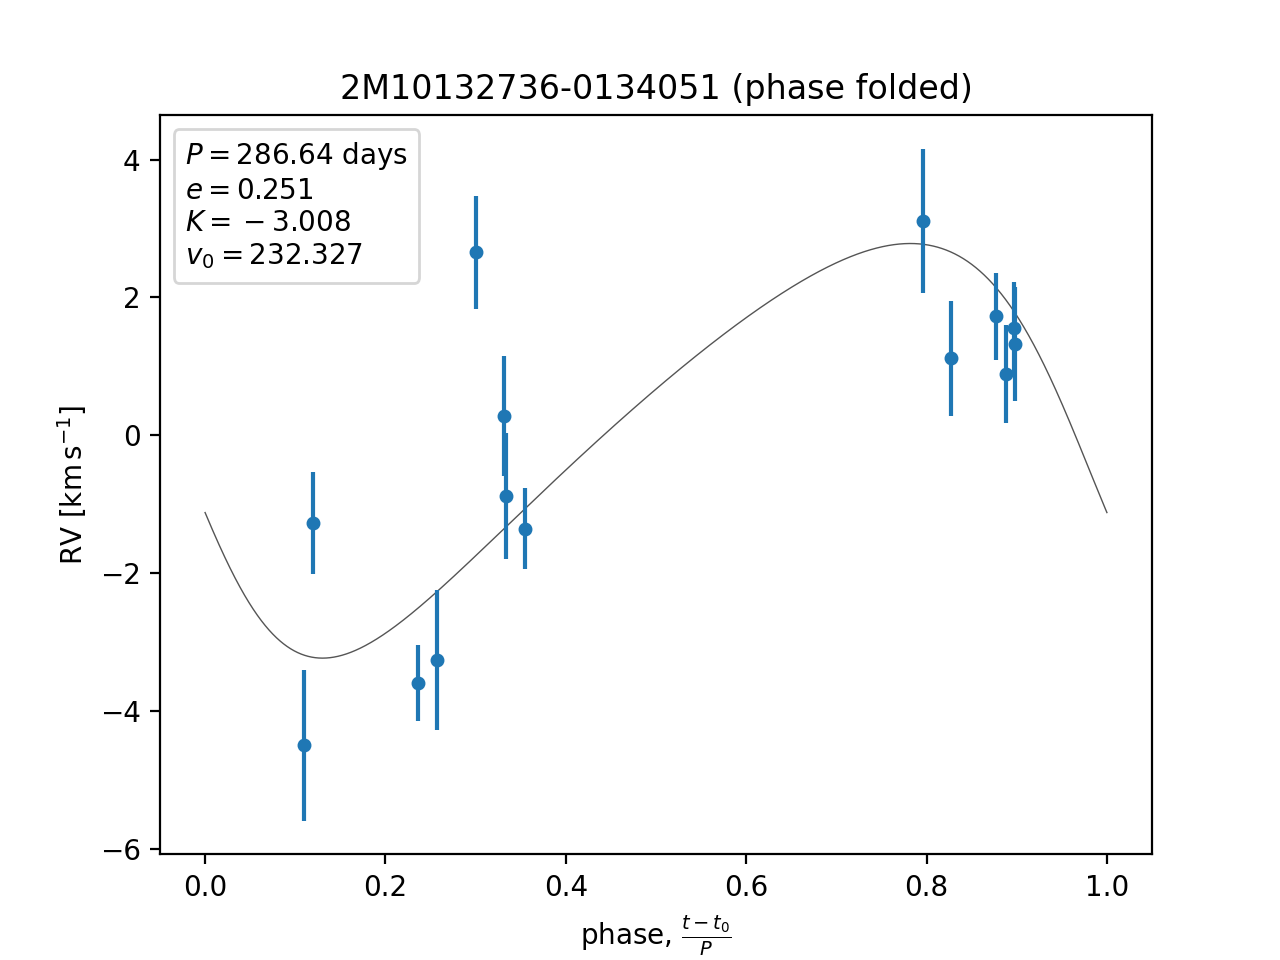 2M10132736-0134051 (phase folded)
P = 286.64 days
e = 0.251
K = −3.008
v₀ = 232.327
RV [km s⁻¹]
4
2
0
−2
−4
−6
0.0 0.2 0.4 0.6 0.8 1.0
phase, (t − t₀)/P